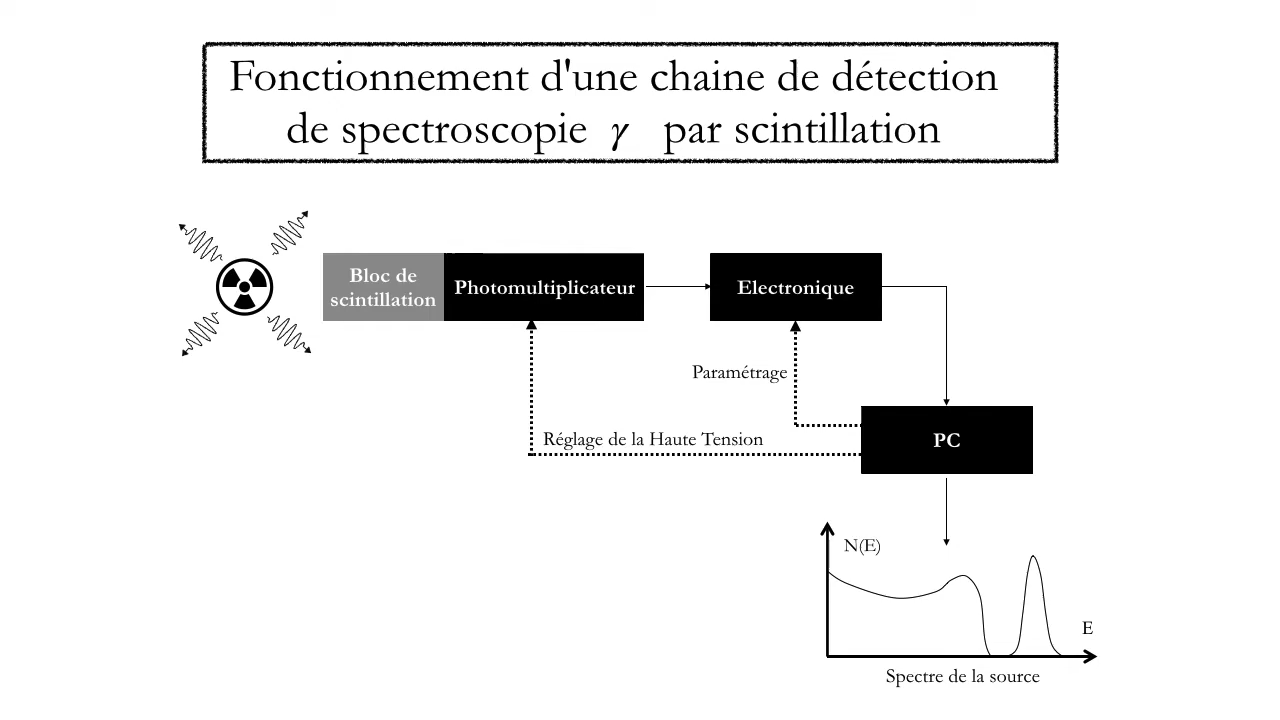 Fonctionnement d'une chaine de détection
de spectroscopie γ par scintillation
Bloc de
scintillation
Photomultiplicateur
Electronique
Paramétrage
Réglage de la Haute Tension
PC
N(E)
E
Spectre de la source